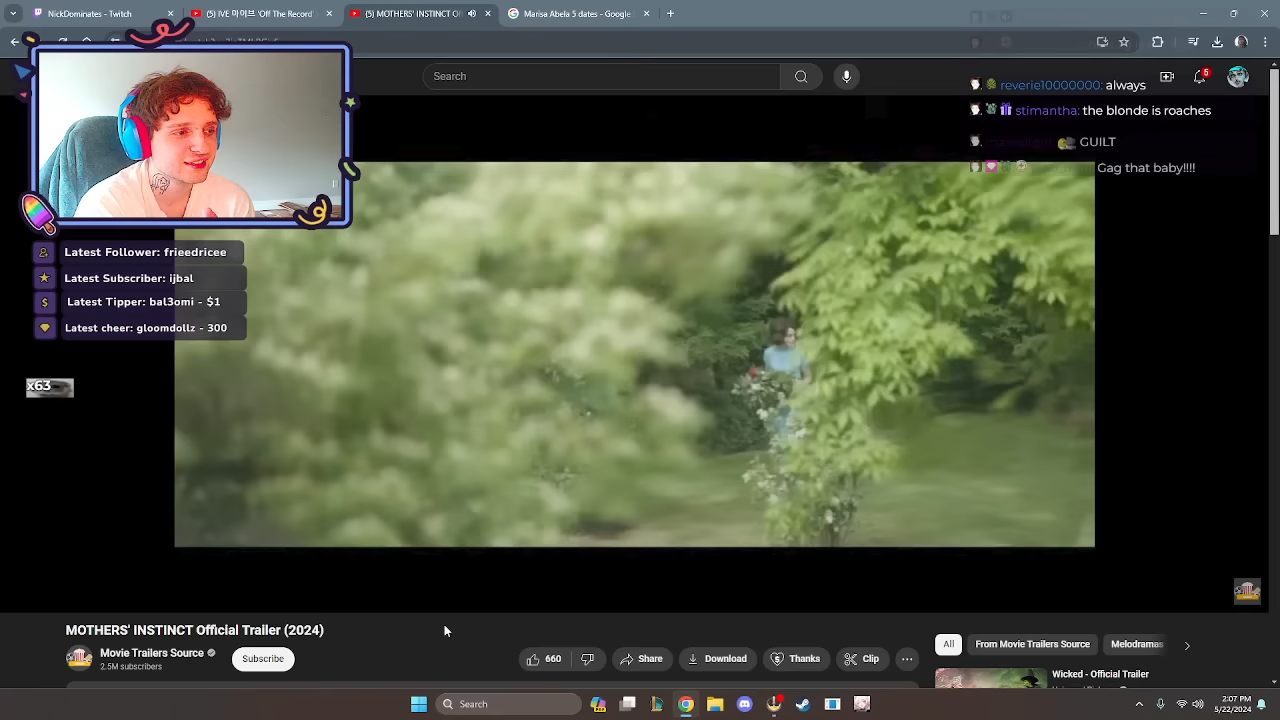 NickDominates - Twitch
(5) IVE 아이브 'Off The Record'
(5) MOTHERS' INSTINCT Of
Marisa Abela 5 dates - Go
Search
5
reverie10000000: always
stimantha: the blonde is roaches
GUILT
Gag that baby!!!!
Latest Follower: frieedricee
Latest Subscriber: ijbal
Latest Tipper: bal3omi - $1
Latest cheer: gloomdollz - 300
x63
MOTHERS' INSTINCT Official Trailer (2024)
Movie Trailers Source
2.5M subscribers
Subscribe
660
Share
Download
Thanks
Clip
All
From Movie Trailers Source
Melodramas
Wicked - Official Trailer
Search
2:07 PM
5/22/2024